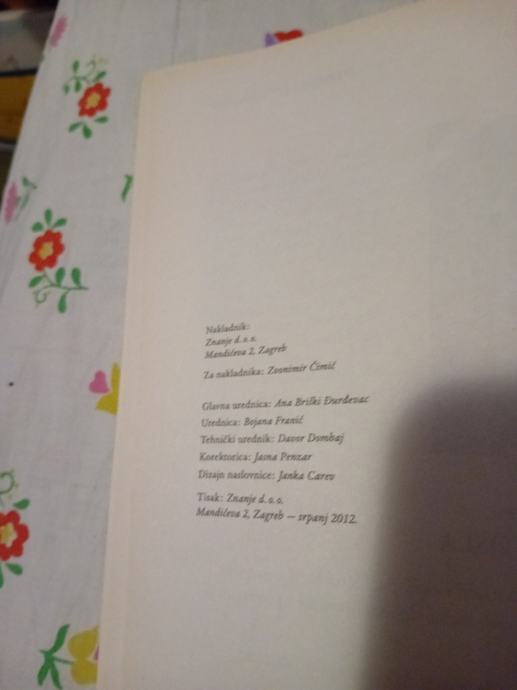 Nakladnik:
Znanje d. o. o.
Mandićeva 2, Zagreb
Za nakladnika: Zvonimir Čimić
Glavna urednica: Ana Briški Đurđevac
Urednica: Bojana Franić
Tehnički urednik: Davor Dombaj
Korektorica: Jasna Penzar
Dizajn naslovnice: Janka Carev
Tisak: Znanje d. o. o.
Mandićeva 2, Zagreb — srpanj 2012.